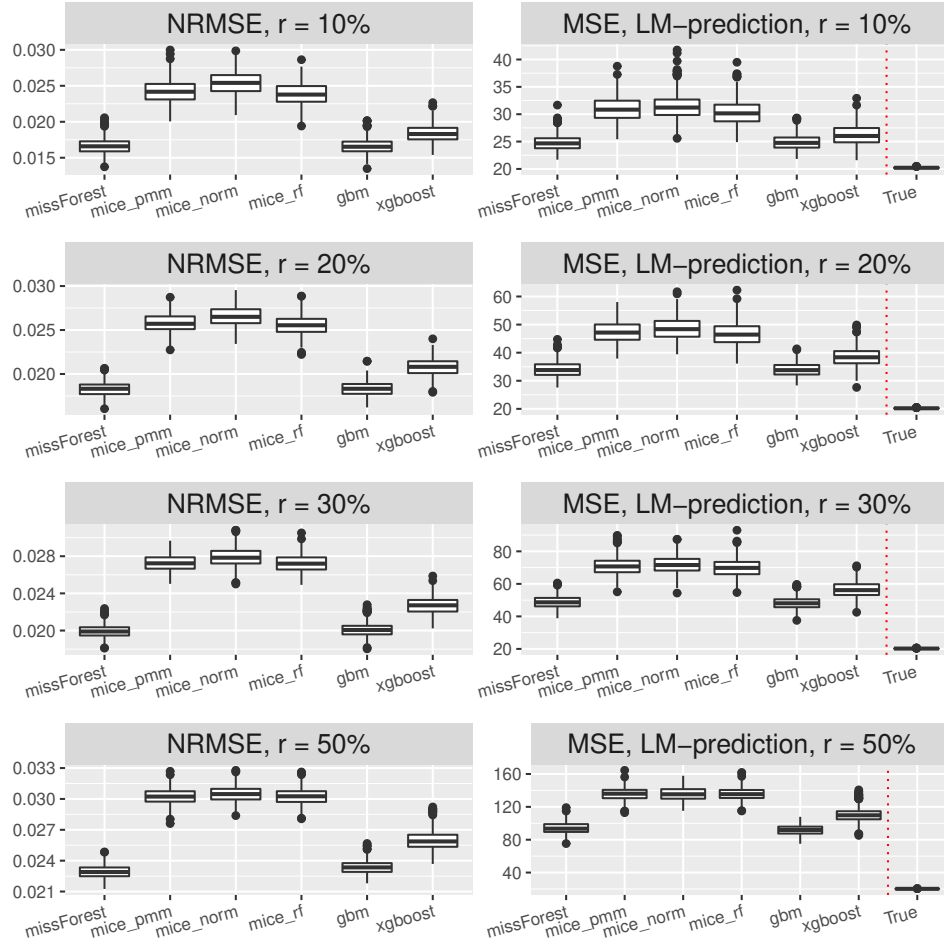 NRMSE, r = 10%
0.030
0.025
0.020
0.015
missForest
mice_pmm
mice_norm
mice_rf
gbm
xgboost
MSE, LM−prediction, r = 10%
40
35
30
25
20
missForest
mice_pmm
mice_norm
mice_rf
gbm
xgboost
True
NRMSE, r = 20%
0.030
0.025
0.020
missForest
mice_pmm
mice_norm
mice_rf
gbm
xgboost
MSE, LM−prediction, r = 20%
60
50
40
30
20
missForest
mice_pmm
mice_norm
mice_rf
gbm
xgboost
True
NRMSE, r = 30%
0.028
0.024
0.020
missForest
mice_pmm
mice_norm
mice_rf
gbm
xgboost
MSE, LM−prediction, r = 30%
80
60
40
20
missForest
mice_pmm
mice_norm
mice_rf
gbm
xgboost
True
NRMSE, r = 50%
0.033
0.030
0.027
0.024
0.021
missForest
mice_pmm
mice_norm
mice_rf
gbm
xgboost
MSE, LM−prediction, r = 50%
160
120
80
40
missForest
mice_pmm
mice_norm
mice_rf
gbm
xgboost
True